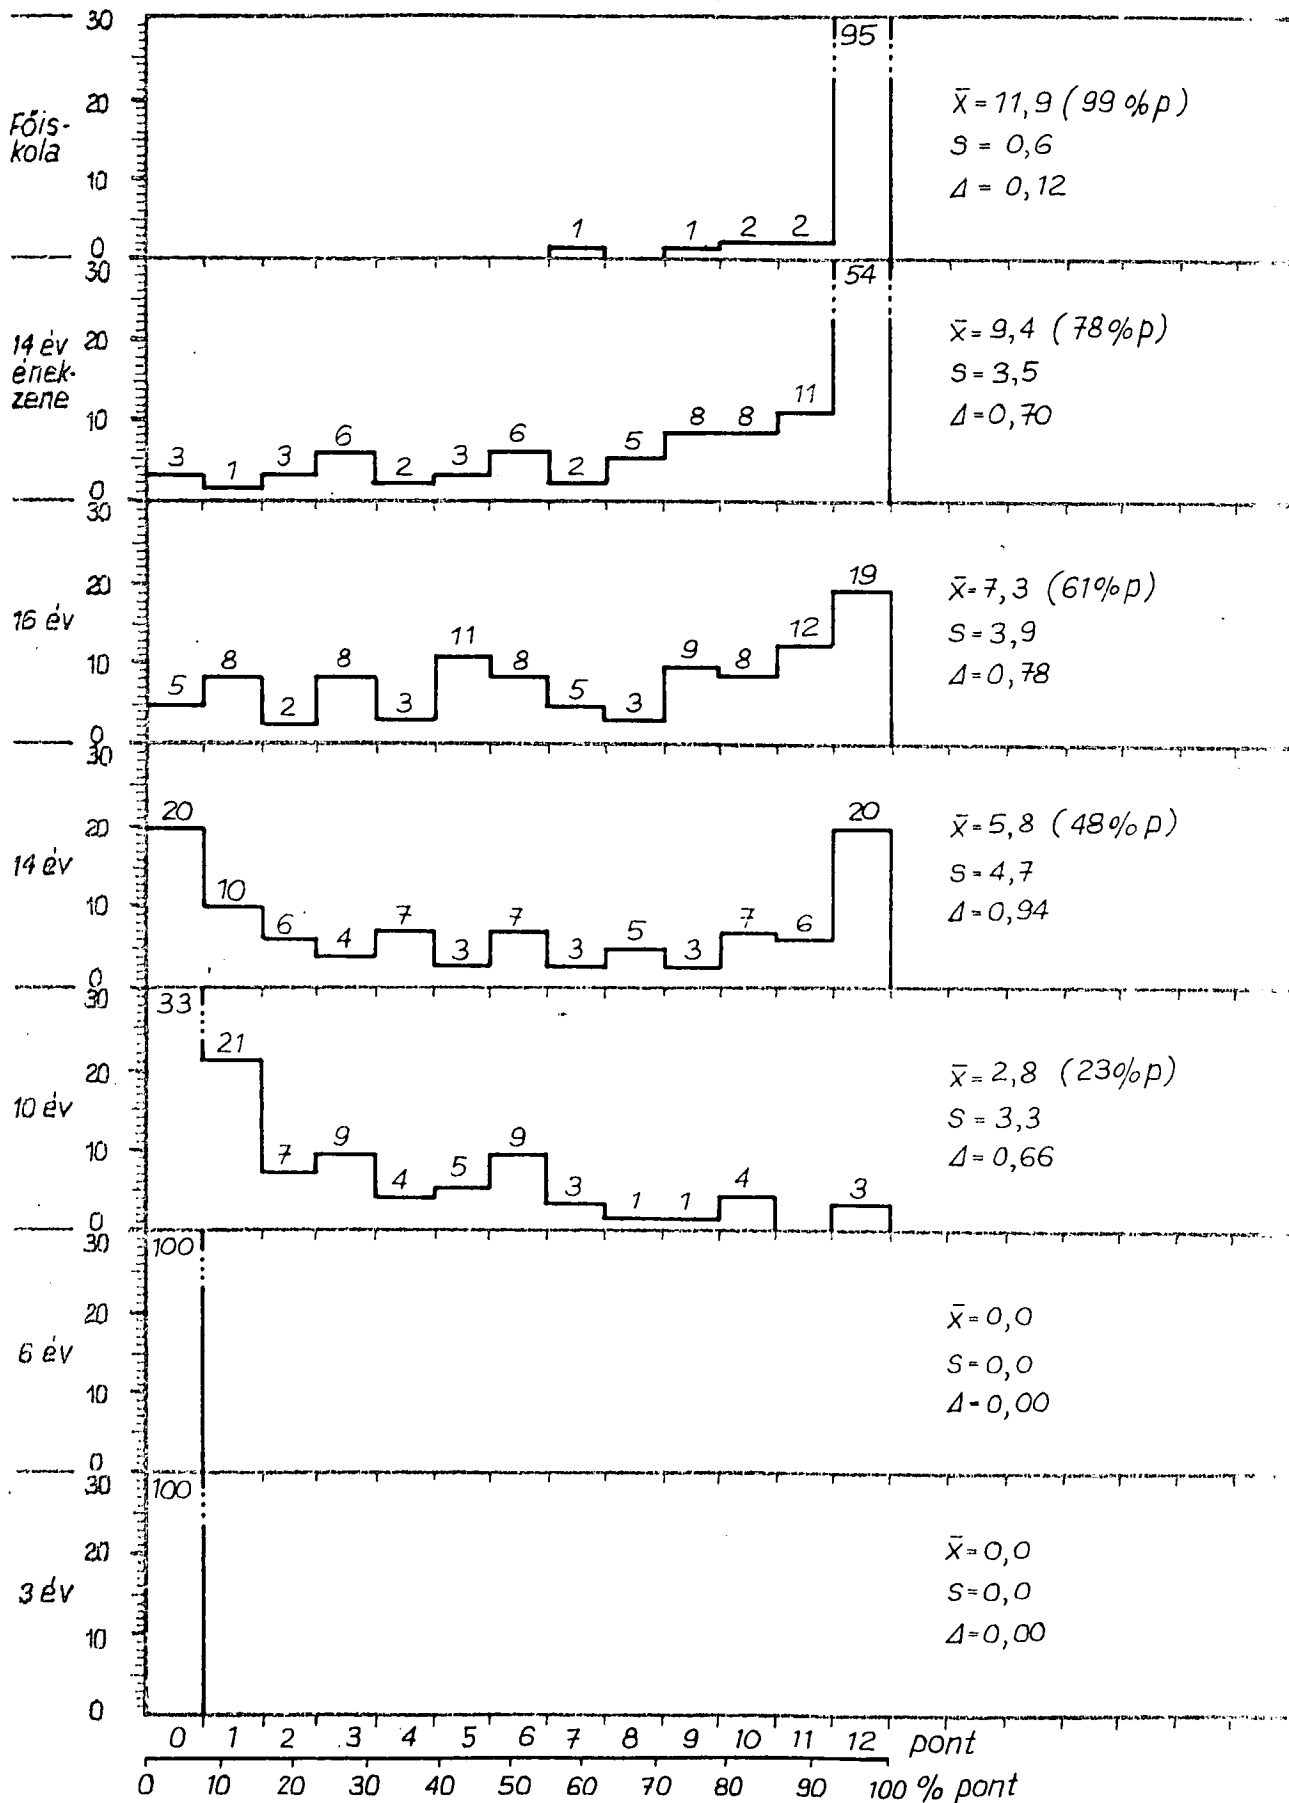 30
95
20
Főis-
kola
10
0
1 1 2 2
x̄=11,9 (99%p)
s=0,6
Δ=0,12
30
54
20
14 év
ének-
zene
10
0
3 1 3 6 2 3 6 2 5 8 8 11
x̄=9,4 (78%p)
s=3,5
Δ=0,70
30
20
16 év
10
0
5 8 2 8 3 11 8 5 3 9 8 12 19
x̄=7,3 (61%p)
s=3,9
Δ=0,78
30
20
14 év
10
0
20 10 6 4 7 3 7 3 5 3 7 6 20
x̄=5,8 (48%p)
s=4,7
Δ=0,94
30
20
10 év
10
0
33 21 7 9 4 5 9 3 1 1 4 3
x̄=2,8 (23%p)
s=3,3
Δ=0,66
30
100
20
6 év
10
0
x̄=0,0
s=0,0
Δ=0,00
30
100
20
3 év
10
0
x̄=0,0
s=0,0
Δ=0,00
0 1 2 3 4 5 6 7 8 9 10 11 12 pont
0 10 20 30 40 50 60 70 80 90 100 % pont